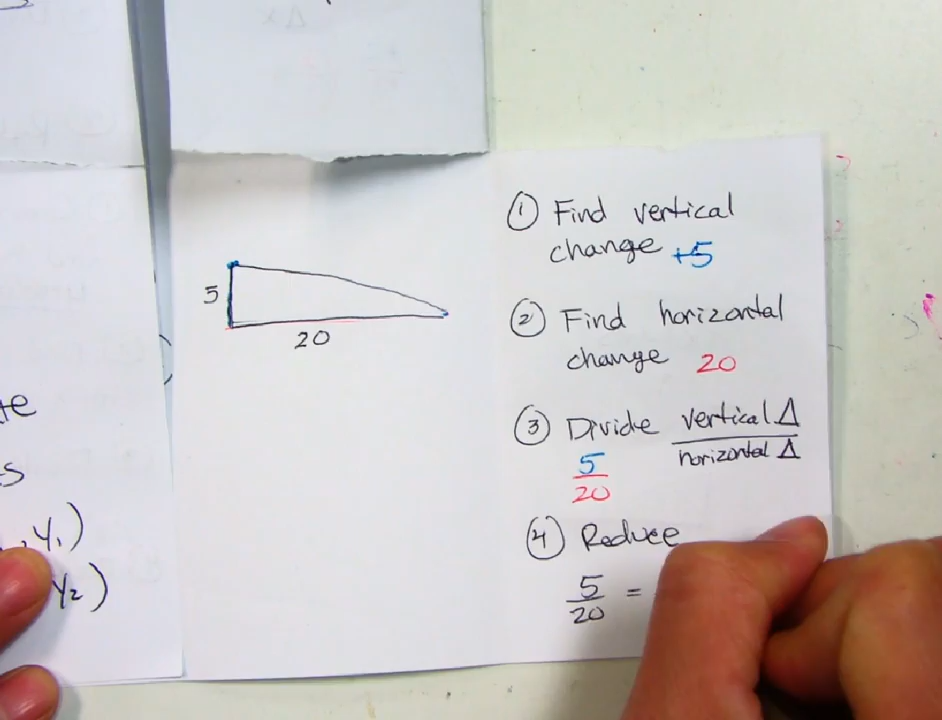 5
20
① Find vertical
change +5
② Find horizontal
change 20
③ Divide vertical Δ
horizontal Δ
5
20
④ Reduce
5
20 =
s
, y₁)
y₂)